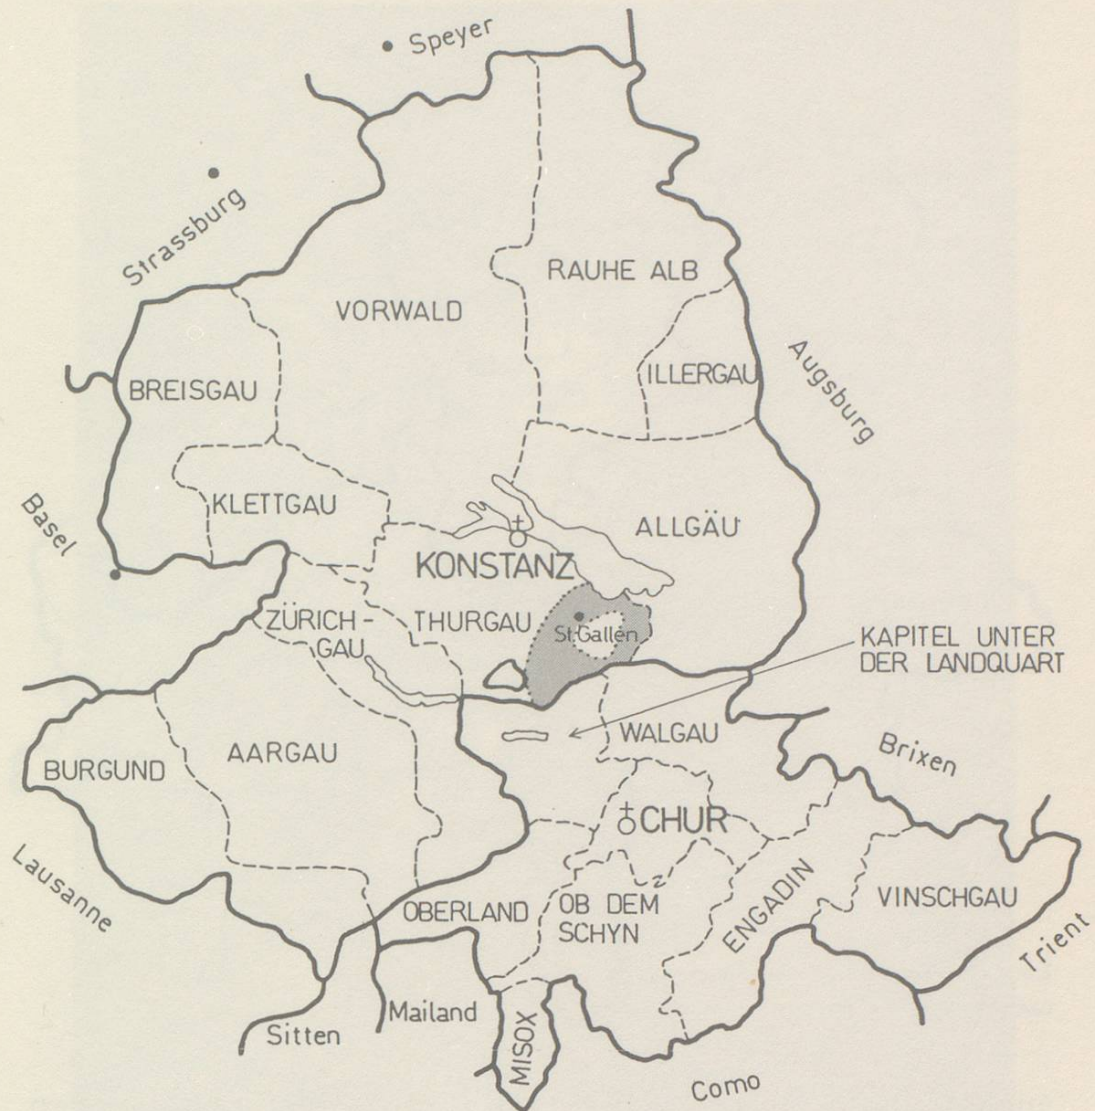 Speyer
Strassburg
RAUHE ALB
VORWALD
ILLERGAU
Augsburg
BREISGAU
KLETTGAU
Basel
ALLGÄU
KONSTANZ
ZÜRICH-
GAU
THURGAU
St.Gallen
KAPITEL UNTER
DER LANDQUART
WALGAU
AARGAU
BURGUND
Brixen
CHUR
Lausanne
OBERLAND
OB DEM
SCHYN
ENGADIN
VINSCHGAU
Trient
Mailand
Sitten
MISOX
Como